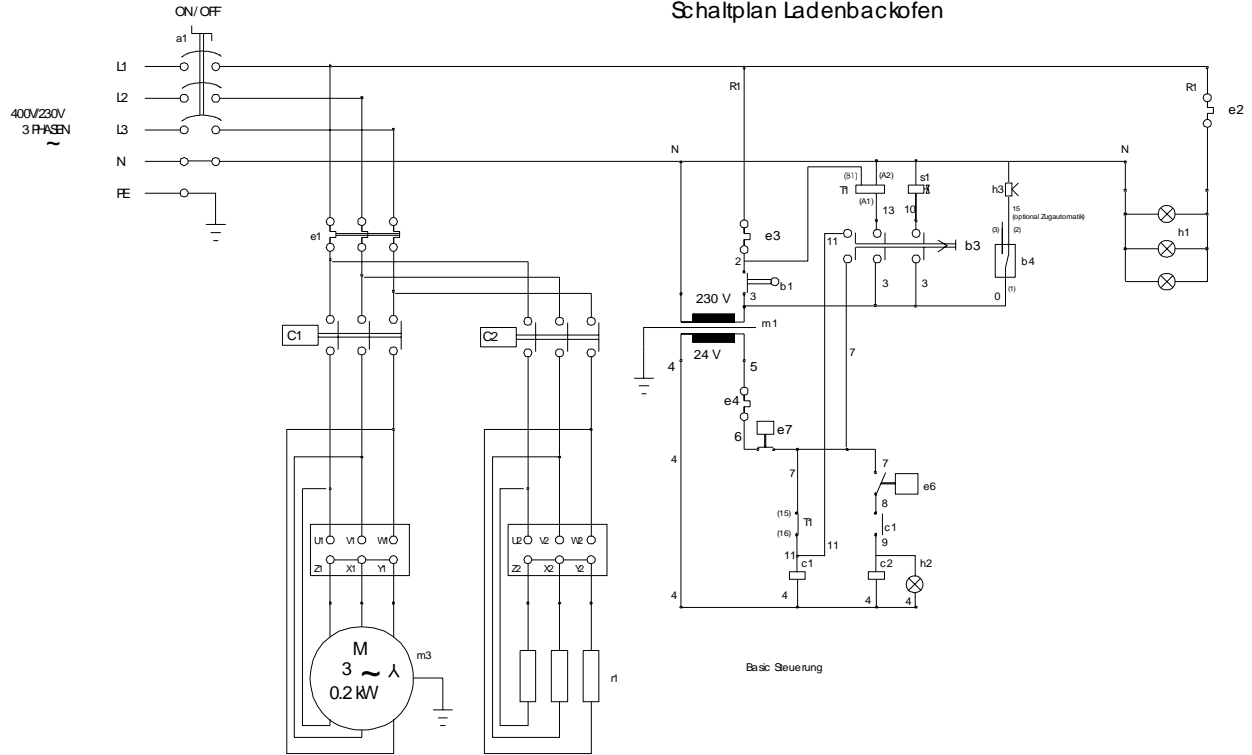 Schaltplan Ladenbackofen
ON/OFF
a1
L1
L2
400V/230V
3 PHASEN
~
L3
N
PE
R1
R1
e2
N
N
(B1)
(A2)
s1
T1
(A1)
13
10
h3
15
(optional Zugautomatik)
(3)
(2)
h1
e1
e3
11
b3
2
b4
b1
3
3
3
0
(1)
230 V
m1
C1
C2
24 V
4
5
7
e4
6
e7
4
7
7
e6
8
(15)
T1
(16)
c1
9
11
11
U1
V1
W1
U2
V2
W2
c1
c2
h2
Z1
X1
Y1
Z2
X2
Y2
4
4
4
4
M
3 ~
0.2 kW
m3
r1
Basic Steuerung